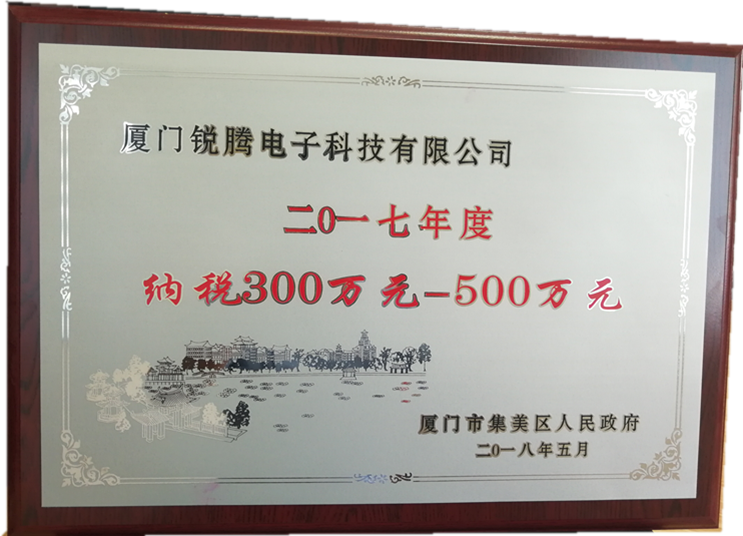 厦门锐腾电子科技有限公司
二0一七年度
纳税300万元-500万元
厦门市集美区人民政府
二0一八年五月